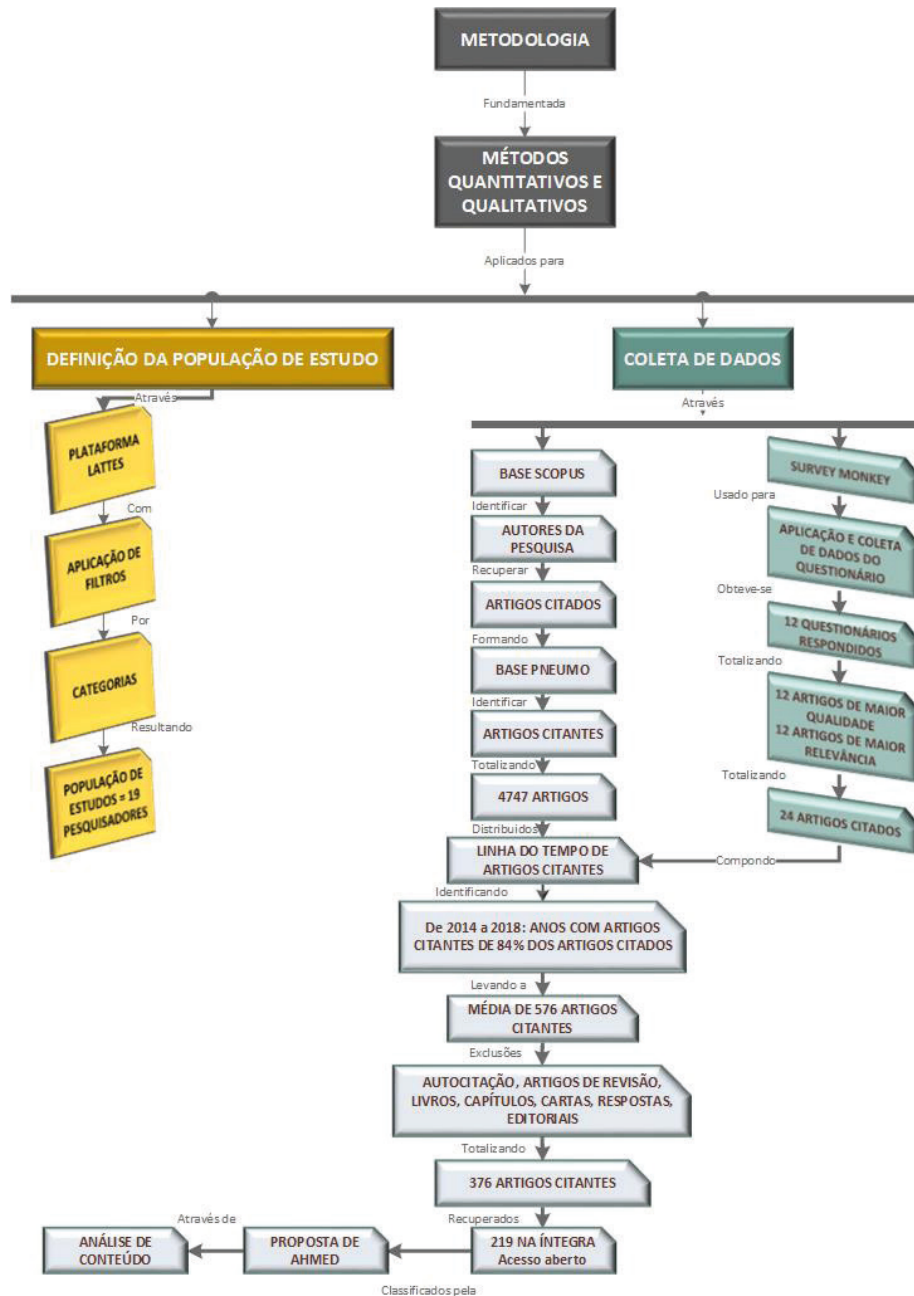 METODOLOGIA
Fundamentada
MÉTODOS
QUANTITATIVOS E
QUALITATIVOS
Aplicados para
DEFINIÇÃO DA POPULAÇÃO DE ESTUDO
Através
PLATAFORMA
LATTES
Com
APLICAÇÃO DE
FILTROS
Por
CATEGORIAS
Resultando
POPULAÇÃO DE
ESTUDOS = 19
PESQUISADORES
COLETA DE DADOS
Através
BASE SCOPUS
Identificar
AUTORES DA
PESQUISA
Recuperar
ARTIGOS CITADOS
Formando
BASE PNEUMO
Identificar
ARTIGOS CITANTES
Totalizando
4747 ARTIGOS
Distribuidos
LINHA DO TEMPO DE
ARTIGOS CITANTES
SURVEY MONKEY
Usado para
APLICAÇÃO E COLETA
DE DADOS DO
QUESTIONÁRIO
Obteve-se
12 QUESTIONÁRIOS
RESPONDIDOS
Totalizando
12 ARTIGOS DE MAIOR
QUALIDADE
12 ARTIGOS DE MAIOR
RELEVÂNCIA
Totalizando
24 ARTIGOS CITADOS
Compondo
Identificando
De 2014 a 2018: ANOS COM ARTIGOS
CITANTES DE 84% DOS ARTIGOS CITADOS
Levando a
MÉDIA DE 576 ARTIGOS
CITANTES
Exclusões
AUTOCITAÇÃO, ARTIGOS DE REVISÃO,
LIVROS, CAPÍTULOS, CARTAS, RESPOSTAS,
EDITORIAIS
Totalizando
376 ARTIGOS CITANTES
Recuperados
219 NA ÍNTEGRA
Acesso aberto
Classificados pela
PROPOSTA DE
AHMED
Através de
ANÁLISE DE
CONTEÚDO